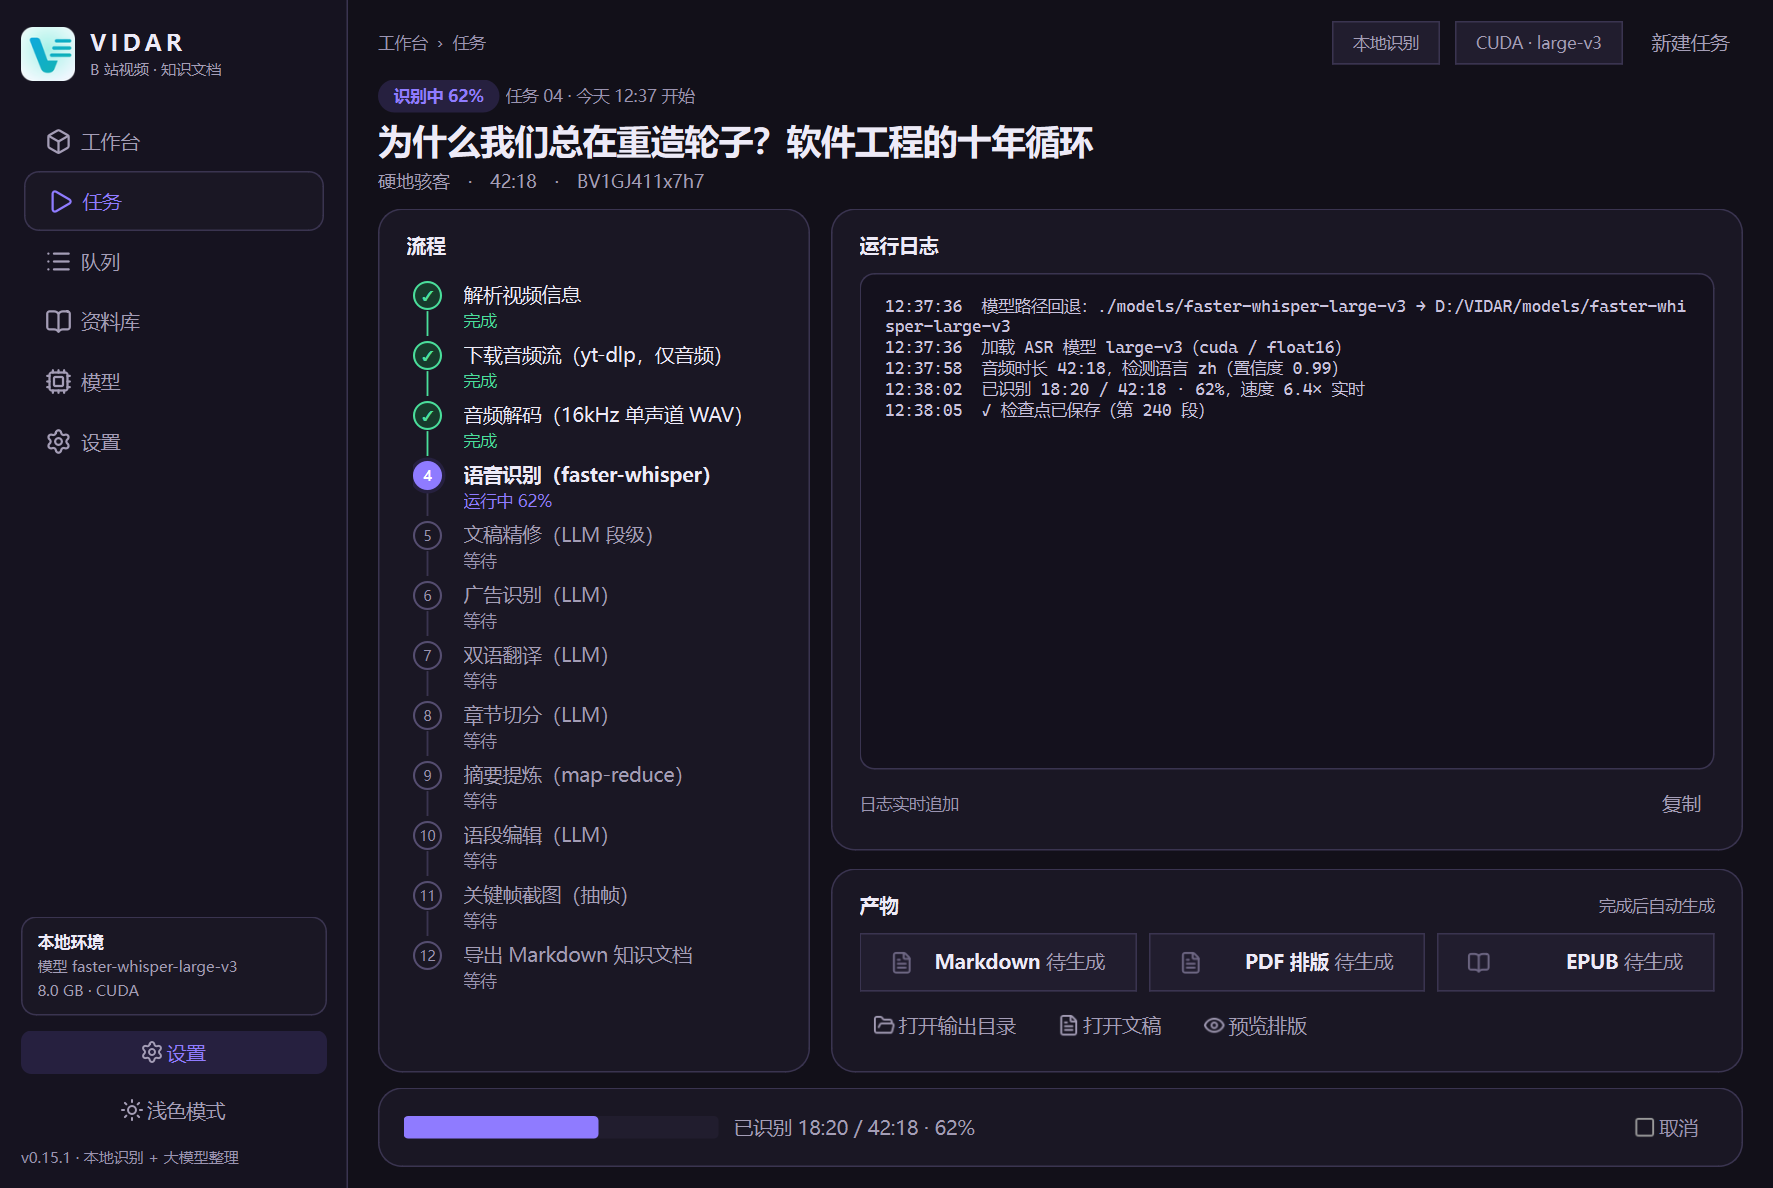 VIDAR
B 站视频 · 知识文档
工作台
任务
队列
资料库
模型
设置
本地环境
模型 faster-whisper-large-v3
8.0 GB · CUDA
设置
浅色模式
v0.15.1 · 本地识别 + 大模型整理
工作台 › 任务
本地识别
CUDA · large-v3
新建任务
识别中 62% 任务 04 · 今天 12:37 开始
为什么我们总在重造轮子？软件工程的十年循环
硬地骇客 · 42:18 · BV1GJ411x7h7
流程
✓ 解析视频信息
完成
✓ 下载音频流（yt-dlp，仅音频）
完成
✓ 音频解码（16kHz 单声道 WAV）
完成
4 语音识别（faster-whisper）
运行中 62%
5 文稿精修（LLM 段级）
等待
6 广告识别（LLM）
等待
7 双语翻译（LLM）
等待
8 章节切分（LLM）
等待
9 摘要提炼（map-reduce）
等待
10 语段编辑（LLM）
等待
11 关键帧截图（抽帧）
等待
12 导出 Markdown 知识文档
等待
运行日志
12:37:36 模型路径回退：./models/faster-whisper-large-v3 → D:/VIDAR/models/faster-whi
sper-large-v3
12:37:36 加载 ASR 模型 large-v3（cuda / float16）
12:37:58 音频时长 42:18，检测语言 zh（置信度 0.99）
12:38:02 已识别 18:20 / 42:18 · 62%，速度 6.4× 实时
12:38:05 √ 检查点已保存（第 240 段）
日志实时追加
复制
产物
完成后自动生成
Markdown 待生成
PDF 排版 待生成
EPUB 待生成
打开输出目录
打开文稿
预览排版
已识别 18:20 / 42:18 · 62%
取消